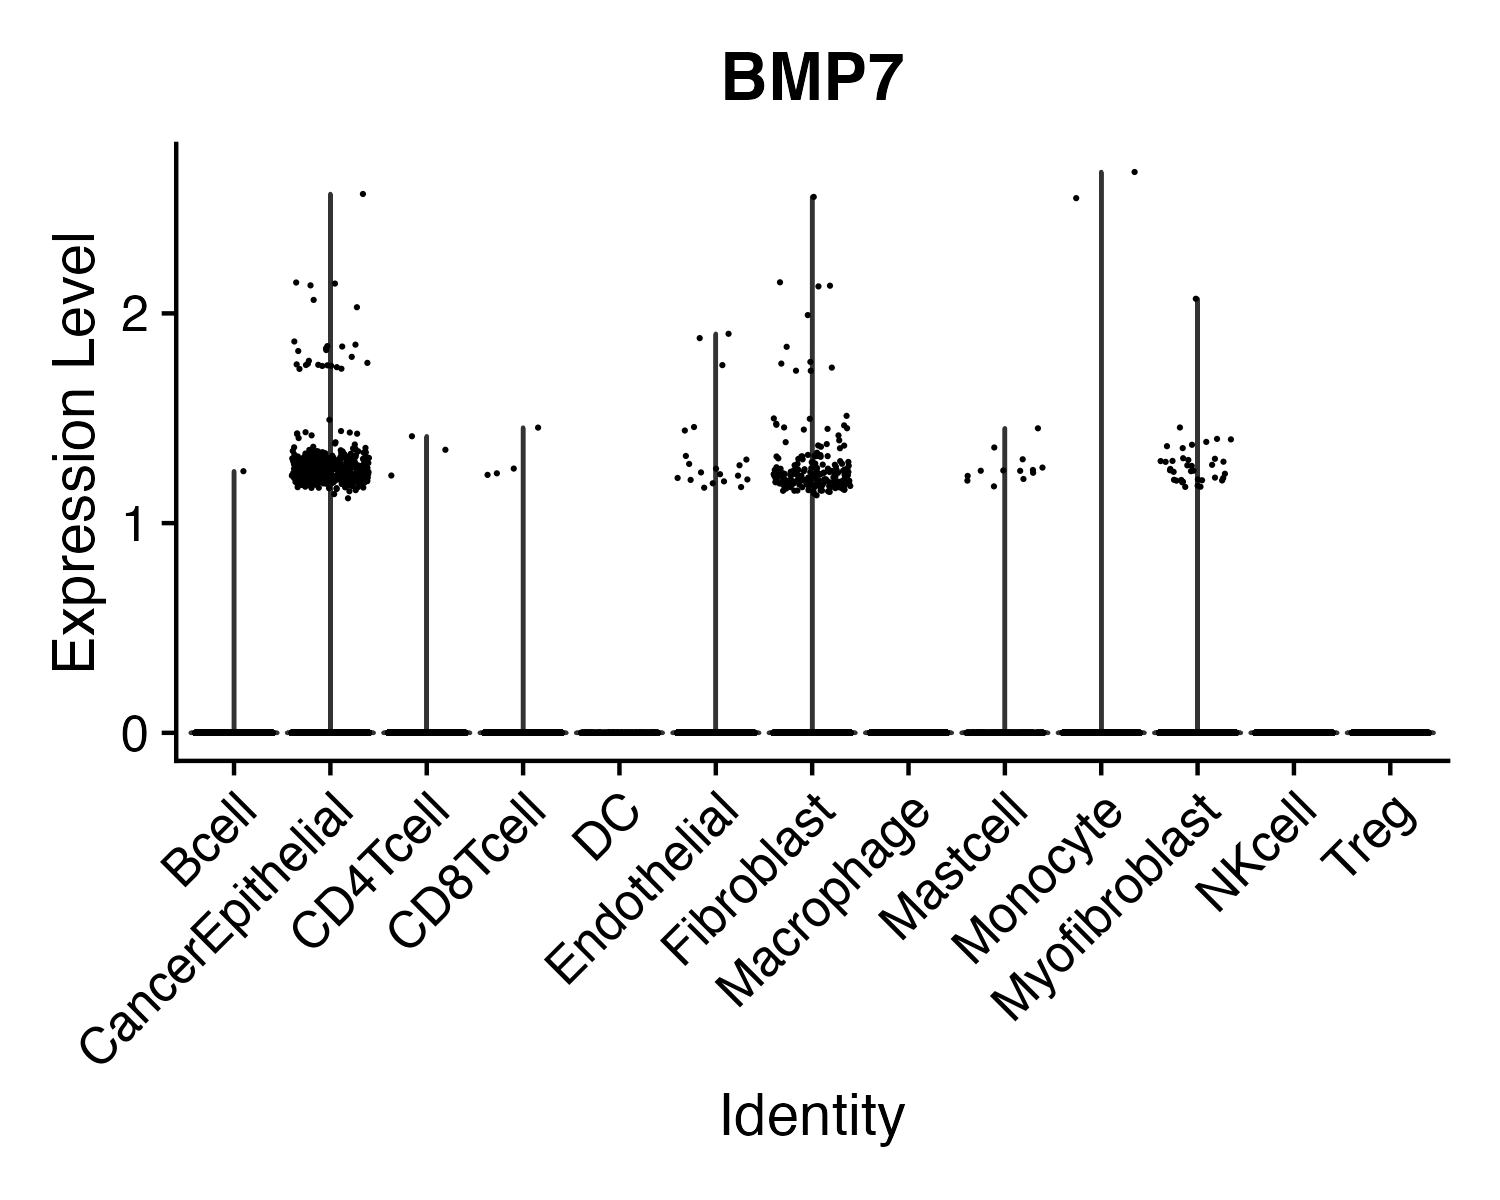 BMP7
Expression Level
2
1
0
Bcell
CancerEpithelial
CD4Tcell
CD8Tcell
DC
Endothelial
Fibroblast
Macrophage
Mastcell
Monocyte
Myofibroblast
NKcell
Treg
Identity